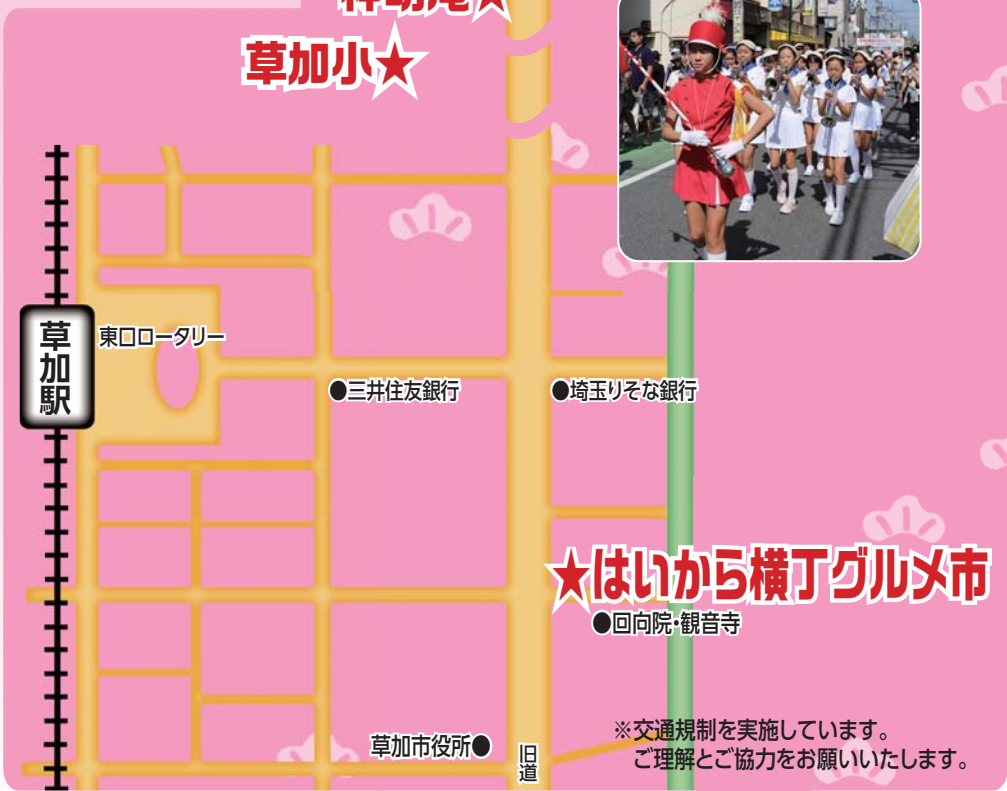 草加小★
草加駅
東口ロータリー
●三井住友銀行
●埼玉りそな銀行
★はいから横丁グルメ市
●回向院・観音寺
草加市役所●
旧道
※交通規制を実施しています。
ご理解とご協力をお願いいたします。